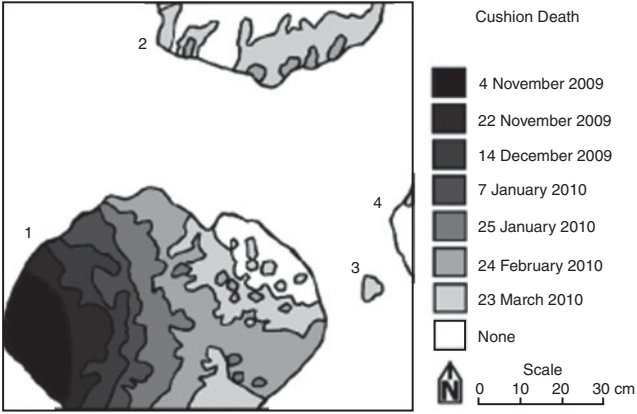 Cushion Death
4 November 2009
22 November 2009
14 December 2009
7 January 2010
25 January 2010
24 February 2010
23 March 2010
None
N
Scale
0 10 20 30 cm
1
2
3
4